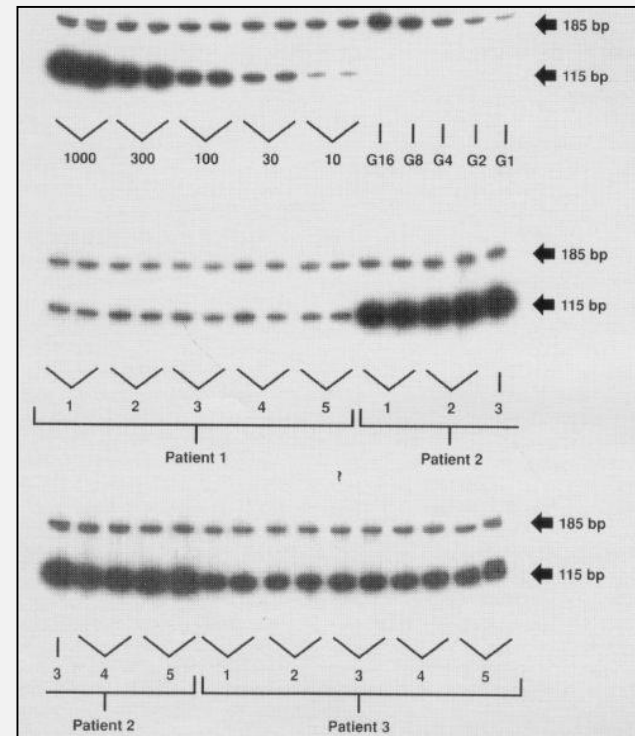 185 bp
115 bp
1000 300 100 30 10 G16 G8 G4 G2 G1
185 bp
115 bp
1 2 3 4 5 1 2 3
Patient 1 Patient 2
?
185 bp
115 bp
3 4 5 1 2 3 4 5
Patient 2 Patient 3